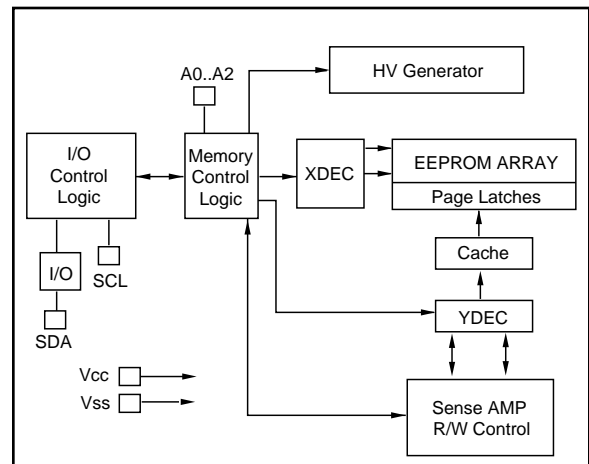 A0..A2
HV Generator
I/O
Control
Logic
Memory
Control
Logic
XDEC
EEPROM ARRAY
Page Latches
Cache
I/O
SCL
SDA
YDEC
Vcc
Vss
Sense AMP
R/W Control